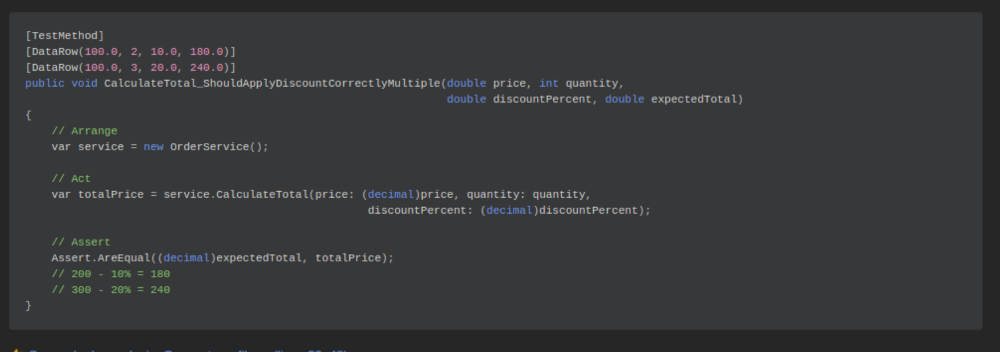 [TestMethod]
[DataRow(100.0, 2, 10.0, 180.0)]
[DataRow(100.0, 3, 20.0, 240.0)]
public void CalculateTotal_ShouldApplyDiscountCorrectlyMultiple(double price, int quantity,
double discountPercent, double expectedTotal)
{
// Arrange
var service = new OrderService();
// Act
var totalPrice = service.CalculateTotal(price: (decimal)price, quantity: quantity,
discountPercent: (decimal)discountPercent);
// Assert
Assert.AreEqual((decimal)expectedTotal, totalPrice);
// 200 - 10% = 180
// 300 - 20% = 240
}